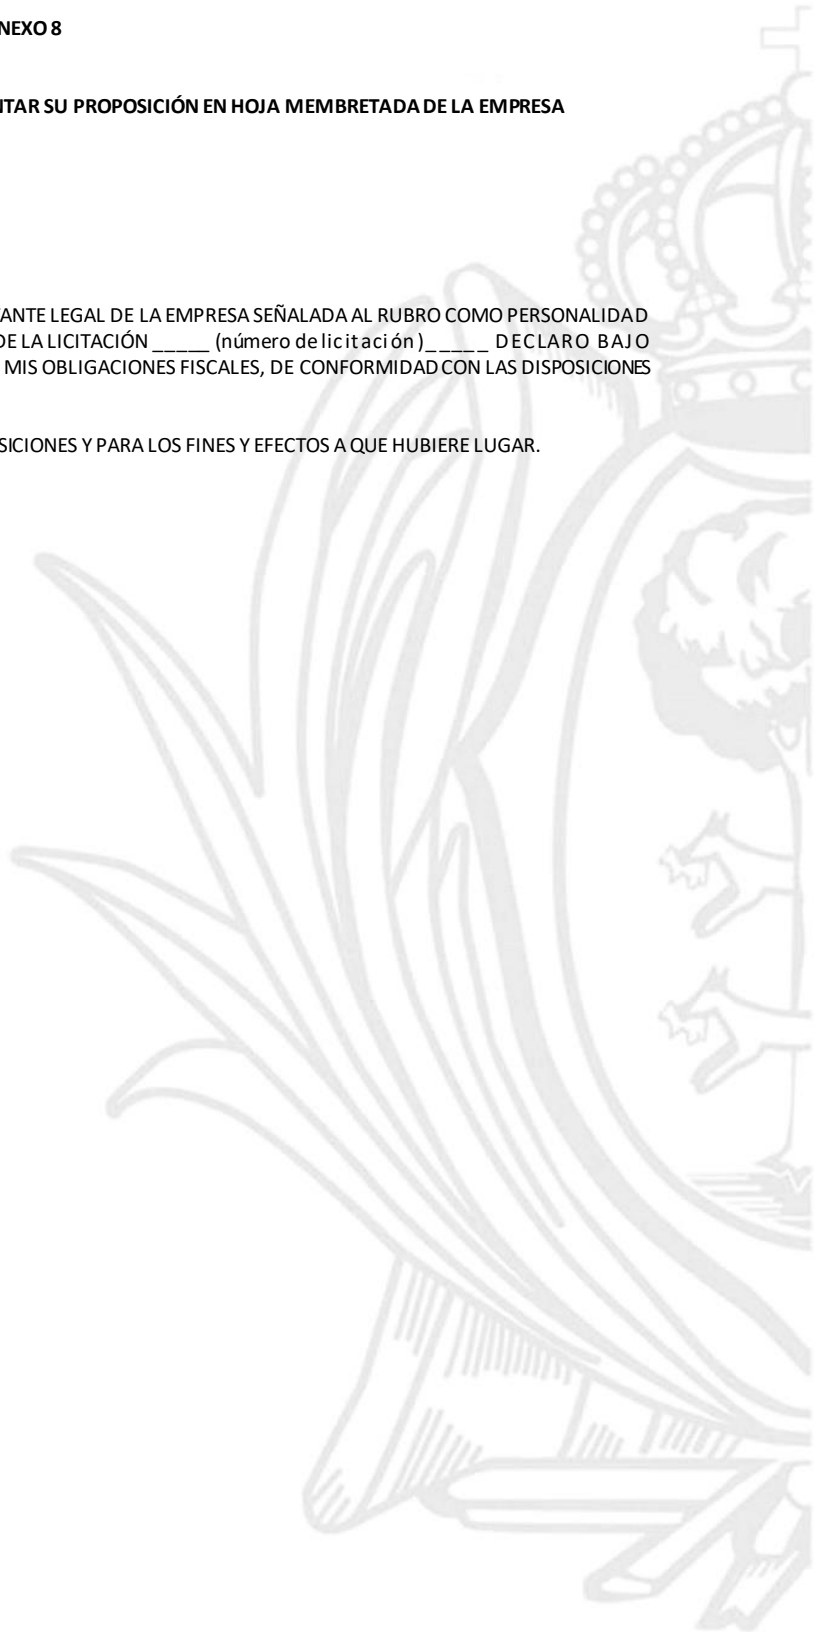 NEXO 8
NTAR SU PROPOSICIÓN EN HOJA MEMBRETADA DE LA EMPRESA
TANTE LEGAL DE LA EMPRESA SEÑALADA AL RUBRO COMO PERSONALIDAD
DE LA LICITACIÓN _____ (número de licitación)_____ DECLARO BAJO
MIS OBLIGACIONES FISCALES, DE CONFORMIDAD CON LAS DISPOSICIONES
SICIONES Y PARA LOS FINES Y EFECTOS A QUE HUBIERE LUGAR.